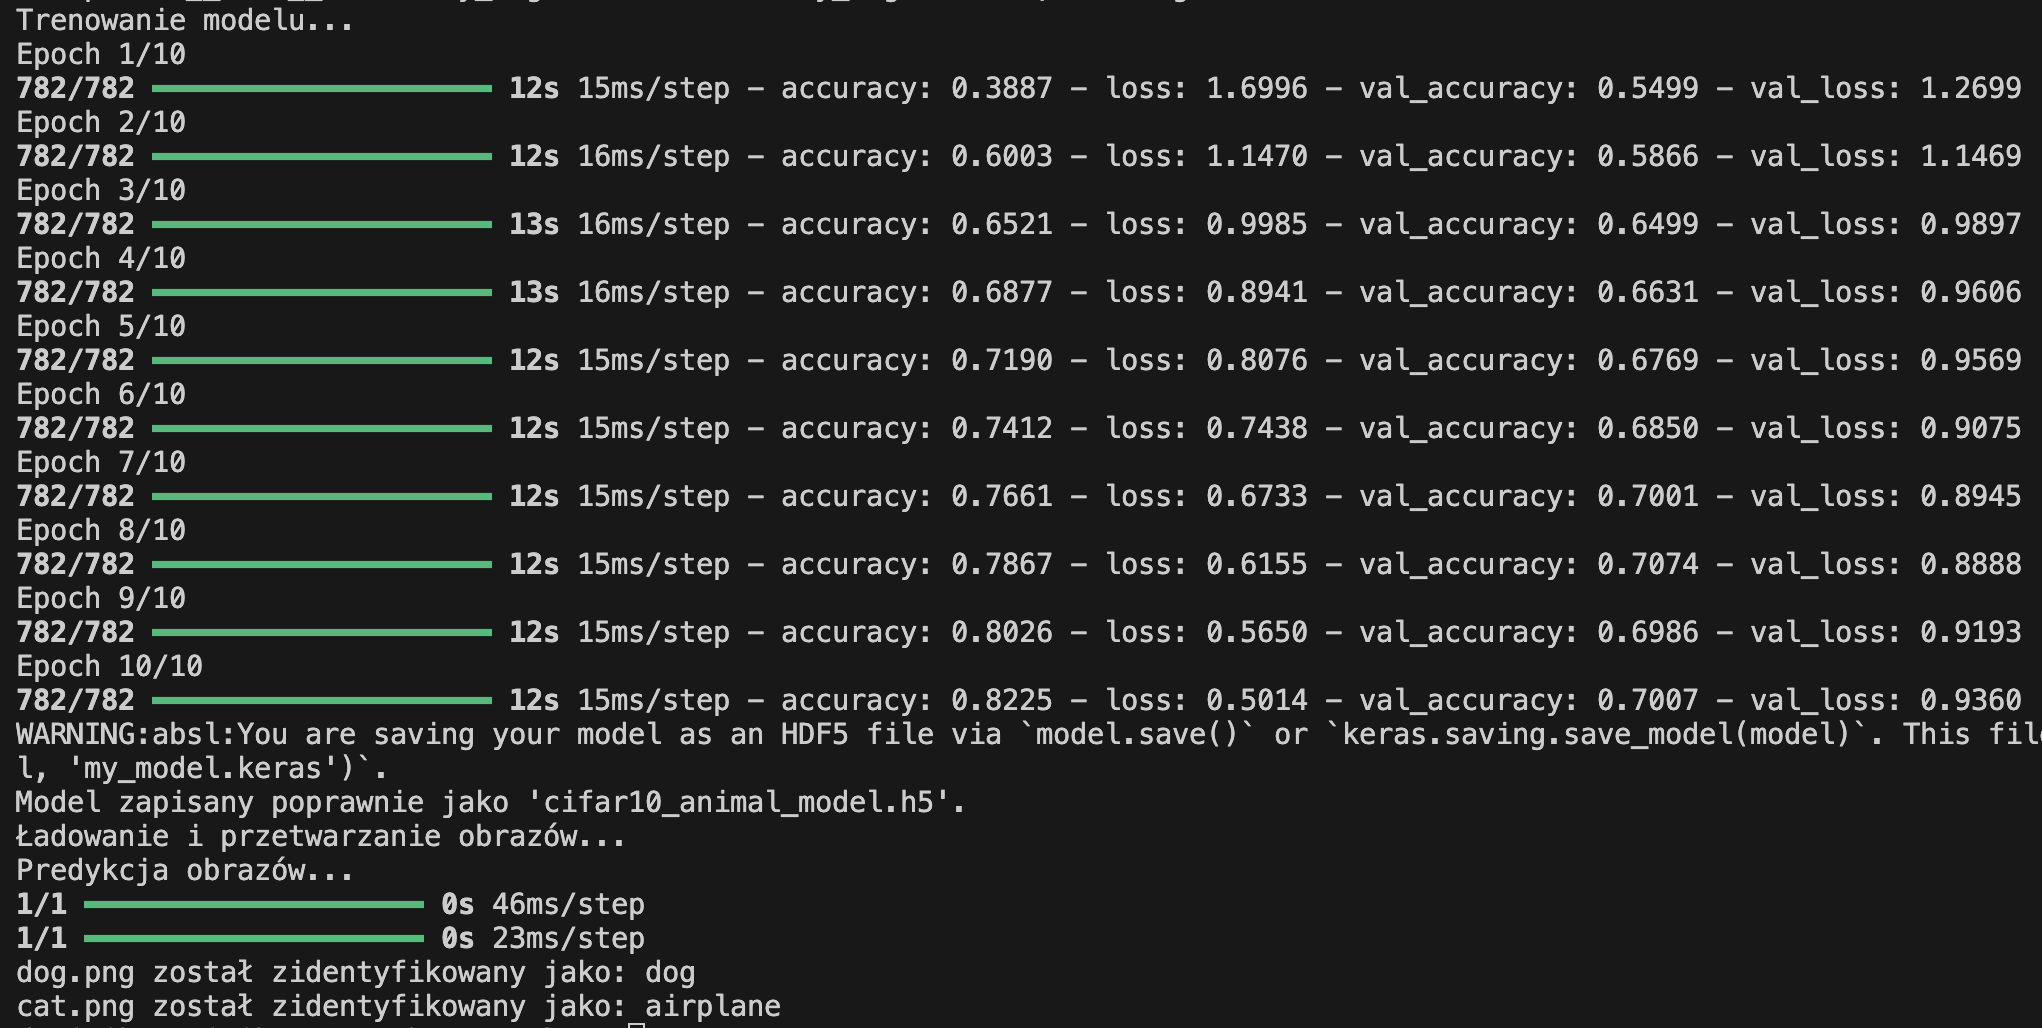 Trenowanie modelu...
Epoch 1/10
782/782 12s 15ms/step - accuracy: 0.3887 - loss: 1.6996 - val_accuracy: 0.5499 - val_loss: 1.2699
Epoch 2/10
782/782 12s 16ms/step - accuracy: 0.6003 - loss: 1.1470 - val_accuracy: 0.5866 - val_loss: 1.1469
Epoch 3/10
782/782 13s 16ms/step - accuracy: 0.6521 - loss: 0.9985 - val_accuracy: 0.6499 - val_loss: 0.9897
Epoch 4/10
782/782 13s 16ms/step - accuracy: 0.6877 - loss: 0.8941 - val_accuracy: 0.6631 - val_loss: 0.9606
Epoch 5/10
782/782 12s 15ms/step - accuracy: 0.7190 - loss: 0.8076 - val_accuracy: 0.6769 - val_loss: 0.9569
Epoch 6/10
782/782 12s 15ms/step - accuracy: 0.7412 - loss: 0.7438 - val_accuracy: 0.6850 - val_loss: 0.9075
Epoch 7/10
782/782 12s 15ms/step - accuracy: 0.7661 - loss: 0.6733 - val_accuracy: 0.7001 - val_loss: 0.8945
Epoch 8/10
782/782 12s 15ms/step - accuracy: 0.7867 - loss: 0.6155 - val_accuracy: 0.7074 - val_loss: 0.8888
Epoch 9/10
782/782 12s 15ms/step - accuracy: 0.8026 - loss: 0.5650 - val_accuracy: 0.6986 - val_loss: 0.9193
Epoch 10/10
782/782 12s 15ms/step - accuracy: 0.8225 - loss: 0.5014 - val_accuracy: 0.7007 - val_loss: 0.9360
WARNING:absl:You are saving your model as an HDF5 file via `model.save()` or `keras.saving.save_model(model)`. This
l, 'my_model.keras')`.
Model zapisany poprawnie jako 'cifar10_animal_model.h5'.
Ładowanie i przetwarzanie obrazów...
Predykcja obrazów...
1/1 0s 46ms/step
1/1 0s 23ms/step
dog.png został zidentyfikowany jako: dog
cat.png został zidentyfikowany jako: airplane